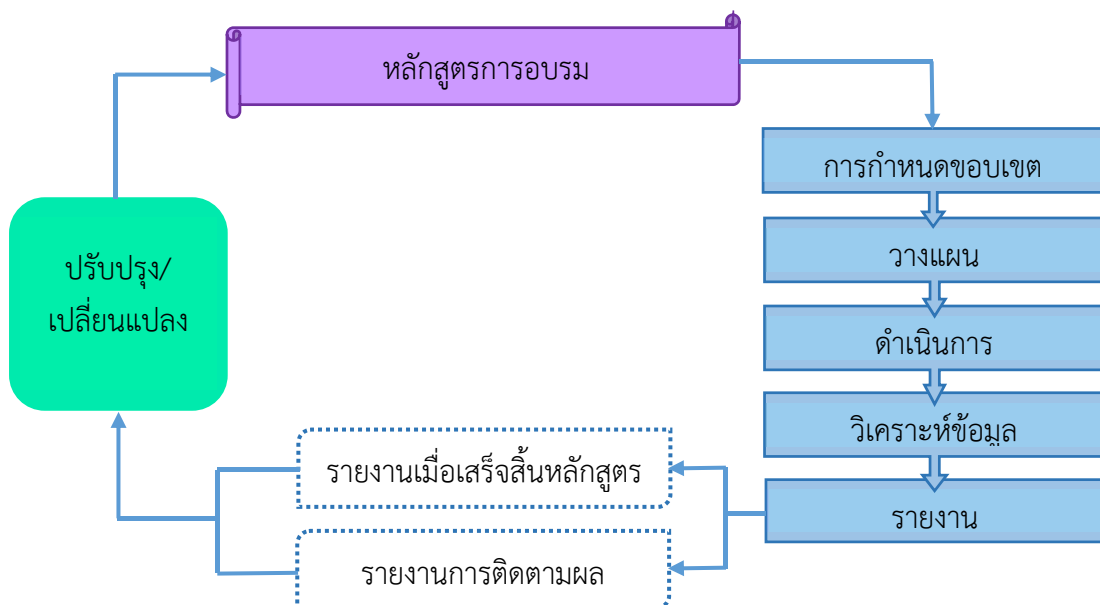 หลักสูตรการอบรม
การกำหนดขอบเขต
วางแผน
ดำเนินการ
วิเคราะห์ข้อมูล
รายงาน
รายงานเมื่อเสร็จสิ้นหลักสูตร
รายงานการติดตามผล
ปรับปรุง/
เปลี่ยนแปลง